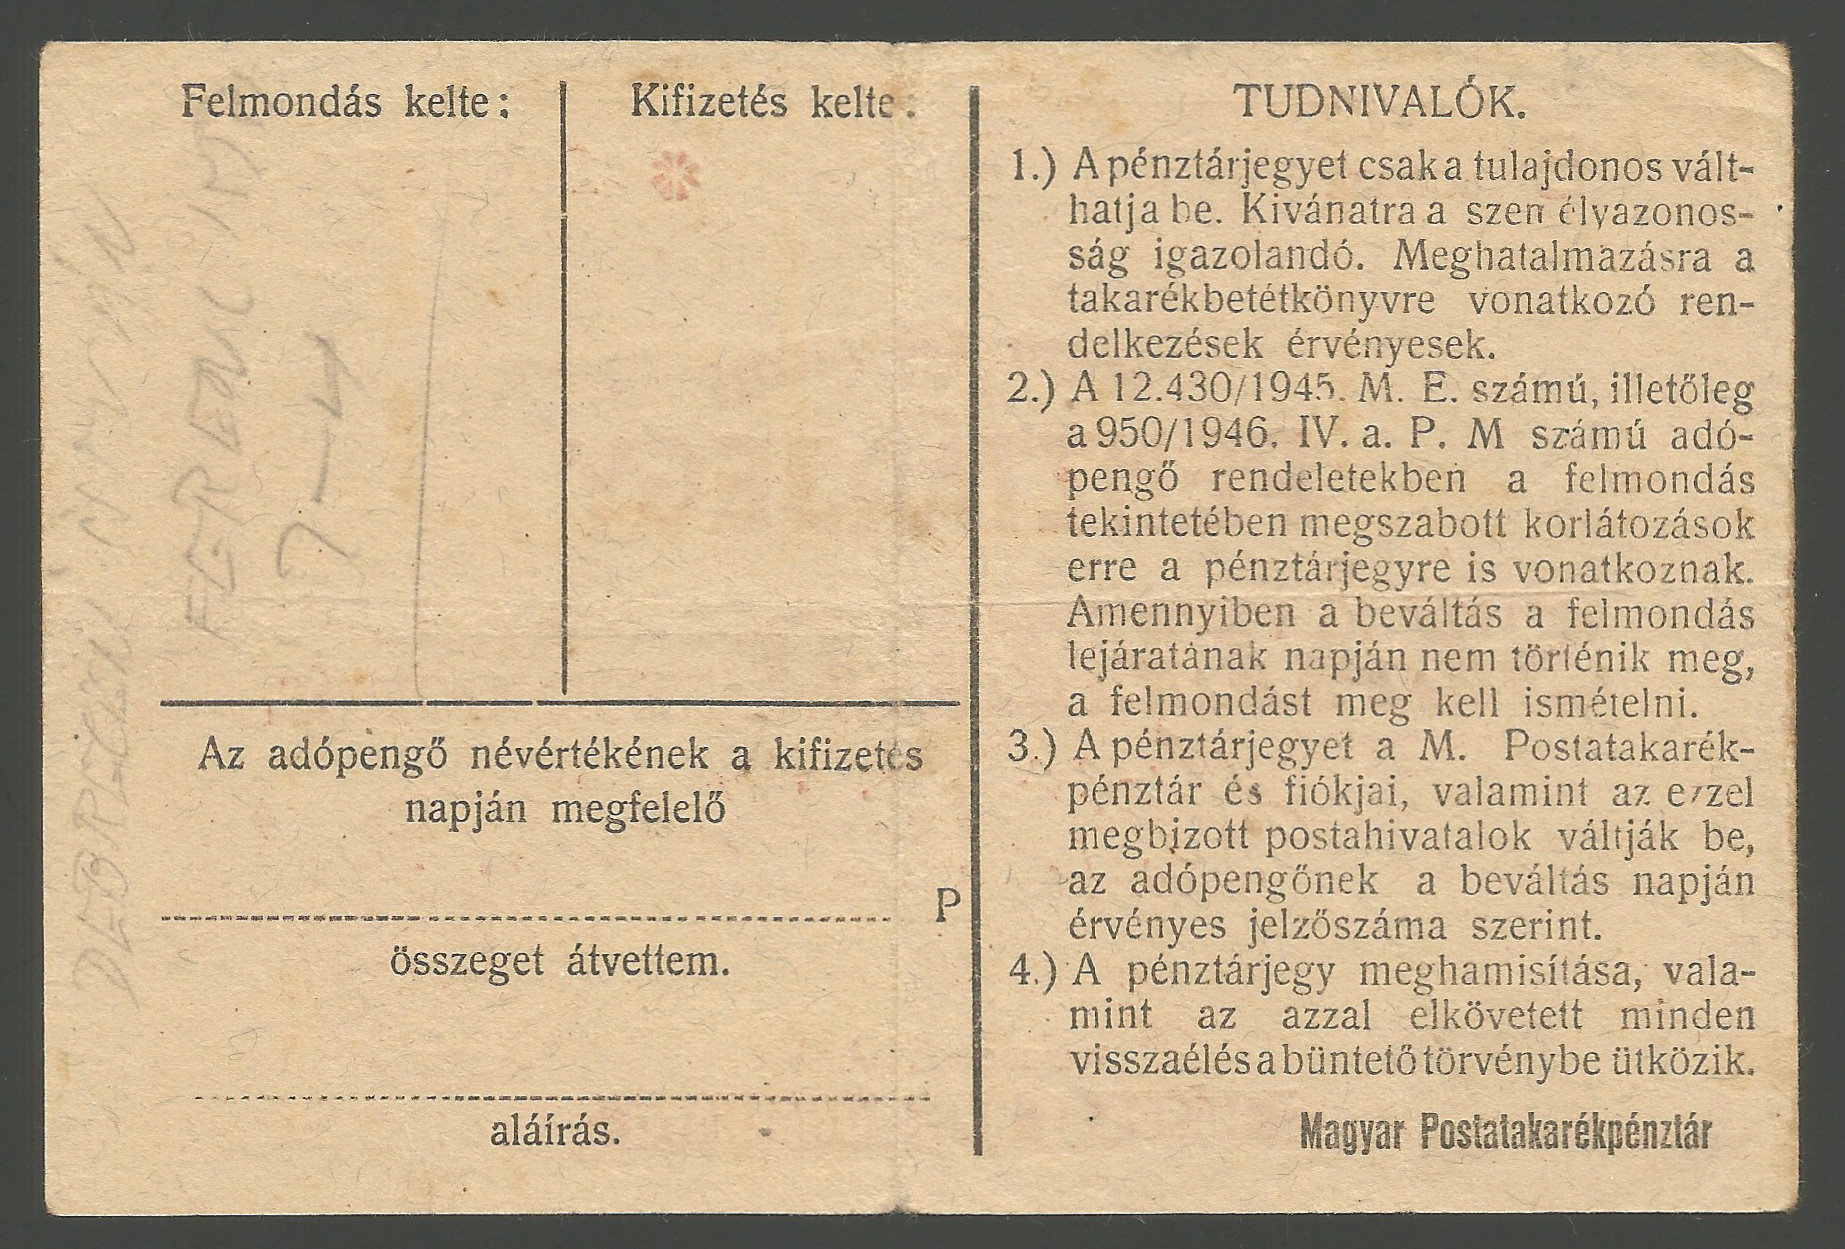 Felmondás kelte:
Kifizetés kelte:
Az adópengő névértékének a kifizetés
napján megfelelő
P
összeget átvettem.
aláírás.
TUDNIVALÓK.
1.) A pénztárjegyet csak a tulajdonos vált-
hatja be. Kivánatra a szem élyazonos-
ság igazolandó. Meghatalmazásra a
takarékbetétkönyvre vonatkozó ren-
delkezések érvényesek.
2.) A 12.430/1945. M. E. számú, illetőleg
a 950/1946. IV. a. P. M számú adó-
pengő rendeletekben a felmondás
tekintetében megszabott korlátozások
erre a pénztárjegyre is vonatkoznak.
Amennyiben a beváltás a felmondás
lejáratának napján nem történik meg,
a felmondást meg kell ismételni.
3.) A pénztárjegyet a M. Postatakarék-
pénztár és fiókjai, valamint az ezzel
megbizott postahivatalok váltják be,
az adópengőnek a beváltás napján
érvényes jelzőszáma szerint.
4.) A pénztárjegy meghamisítása, vala-
mint az azzal elkövetett minden
visszaélés a büntető törvénybe ütközik.
Magyar Postatakarékpénztár